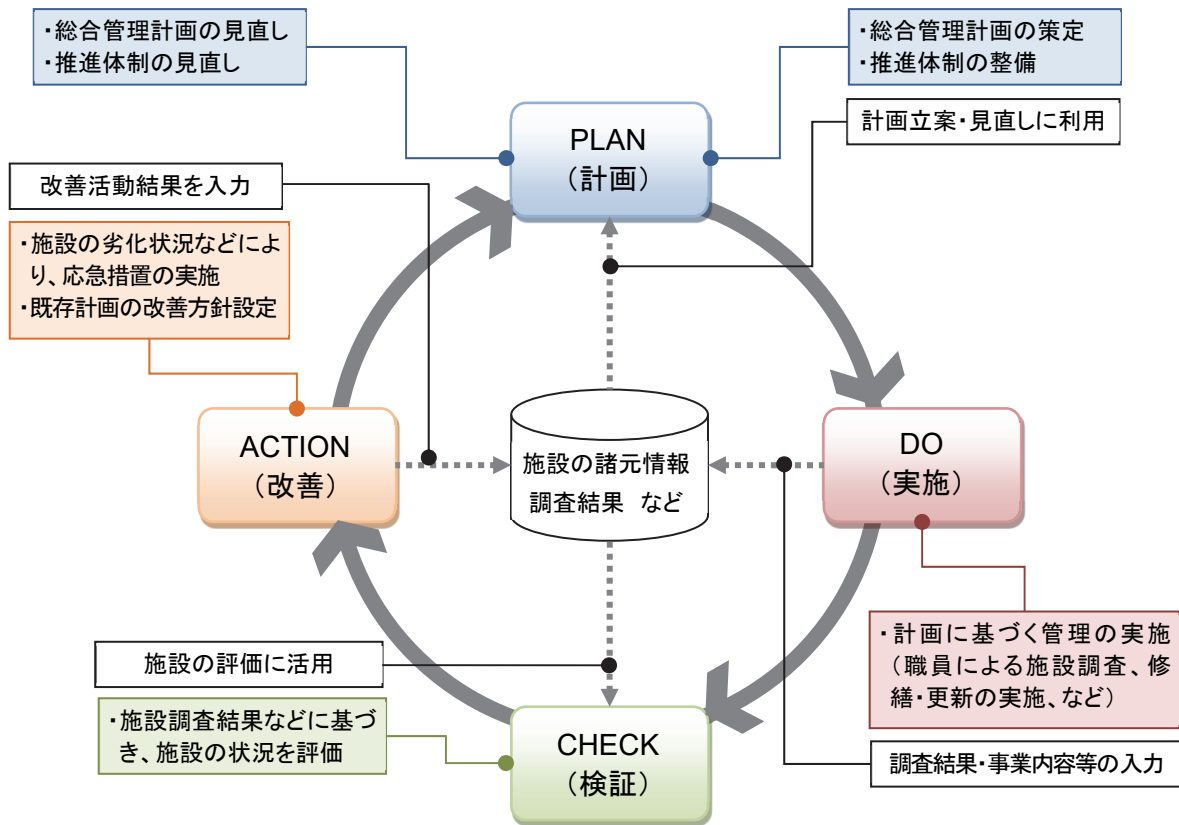 ・総合管理計画の見直し
・推進体制の見直し
・総合管理計画の策定
・推進体制の整備
計画立案・見直しに利用
PLAN
（計画）
改善活動結果を入力
・施設の劣化状況などによ
り、応急措置の実施
・既存計画の改善方針設定
ACTION
（改善）
施設の諸元情報
調査結果 など
DO
（実施）
・計画に基づく管理の実施
（職員による施設調査、修
繕・更新の実施、など）
施設の評価に活用
・施設調査結果などに基づ
き、施設の状況を評価
CHECK
（検証）
調査結果・事業内容等の入力